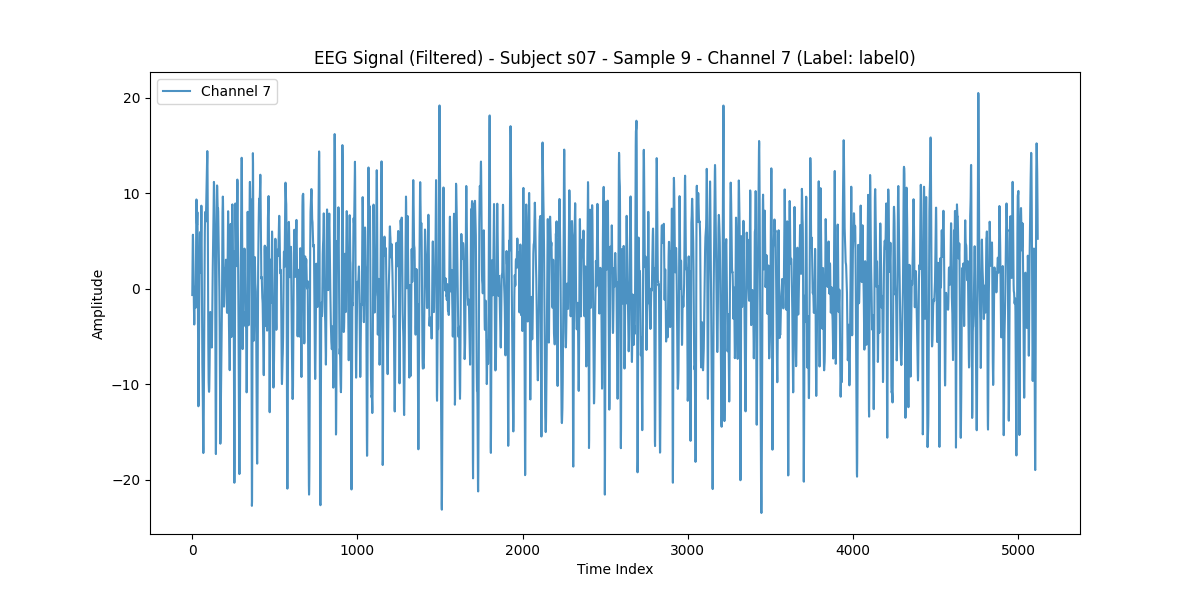 EEG Signal (Filtered) - Subject s07 - Sample 9 - Channel 7 (Label: label0)
Channel 7
20
10
0
−10
−20
Amplitude
0 1000 2000 3000 4000 5000
Time Index